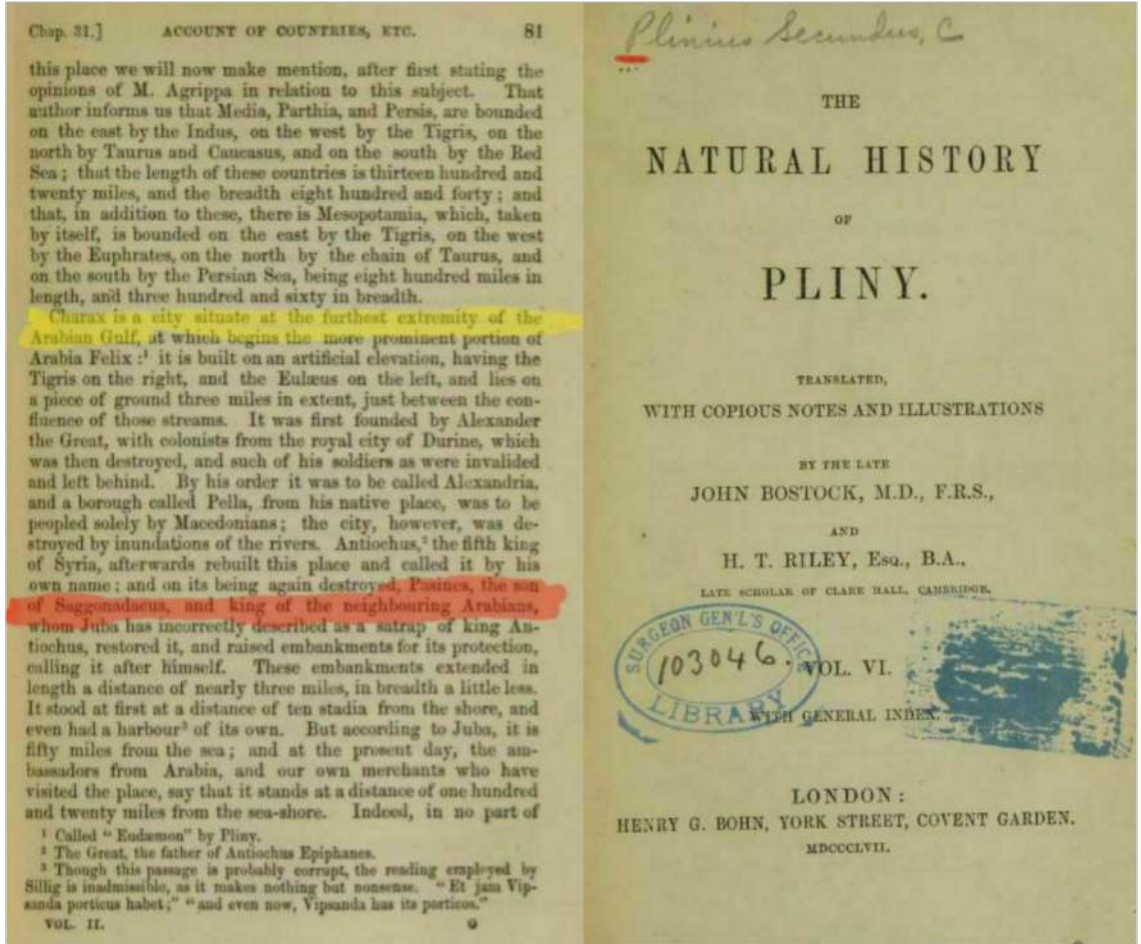 Chap. 31.] ACCOUNT OF COUNTRIES, ETC. 81
this place we will now make mention, after first stating the
opinions of M. Agrippa in relation to this subject. That
author informs us that Media, Parthia, and Persis, are bounded
on the east by the Indus, on the west by the Tigris, on the
north by Taurus and Caucasus, and on the south by the Red
Sea; that the length of these countries is thirteen hundred and
twenty miles, and the breadth eight hundred and forty; and
that, in addition to these, there is Mesopotamia, which, taken
by itself, is bounded on the east by the Tigris, on the west
by the Euphrates, on the north by the chain of Taurus, and
on the south by the Persian Sea, being eight hundred miles in
length, and three hundred and sixty in breadth.
Charax is a city situate at the furthest extremity of the
Arabian Gulf, at which begins the more prominent portion of
Arabia Felix:¹ it is built on an artificial elevation, having the
Tigris on the right, and the Eulæus on the left, and lies on
a piece of ground three miles in extent, just between the con-
fluence of those streams. It was first founded by Alexander
the Great, with colonists from the royal city of Durine, which
was then destroyed, and such of his soldiers as were invalided
and left behind. By his order it was to be called Alexandria,
and a borough called Pella, from his native place, was to be
peopled solely by Macedonians; the city, however, was de-
stroyed by inundations of the rivers. Antiochus,² the fifth king
of Syria, afterwards rebuilt this place and called it by his
own name; and on its being again destroyed, Pasines, the son
of Saggonadacus, and king of the neighbouring Arabians,
whom Juba has incorrectly described as a satrap of king An-
tiochus, restored it, and raised embankments for its protection,
calling it after himself. These embankments extended in
length a distance of nearly three miles, in breadth a little less.
It stood at first at a distance of ten stadia from the shore, and
even had a harbour³ of its own. But according to Juba, it is
fifty miles from the sea; and at the present day, the am-
bassadors from Arabia, and our own merchants who have
visited the place, say that it stands at a distance of one hundred
and twenty miles from the sea-shore. Indeed, in no part of
¹ Called "Eudæmon" by Pliny.
² The Great, the father of Antiochus Epiphanes.
³ Though this passage is probably corrupt, the reading employed by
Sillig is inadmissible, as it makes nothing but nonsense. "Et jam Vip-
sanda porticus habet;" "and even now, Vipsanda has its porticos."
VOL. II. G
Plinius Secundus, C
THE
NATURAL HISTORY
OF
PLINY.
TRANSLATED,
WITH COPIOUS NOTES AND ILLUSTRATIONS
BY THE LATE
JOHN BOSTOCK, M.D., F.R.S.,
AND
H. T. RILEY, ESQ., B.A.,
LATE SCHOLAR OF CLARE HALL, CAMBRIDGE.
SURGEON GEN'L'S OFFICE
103046.
LIBRARY
VOL. VI.
WITH GENERAL INDEX.
LONDON:
HENRY G. BOHN, YORK STREET, COVENT GARDEN.
MDCCCLVII.